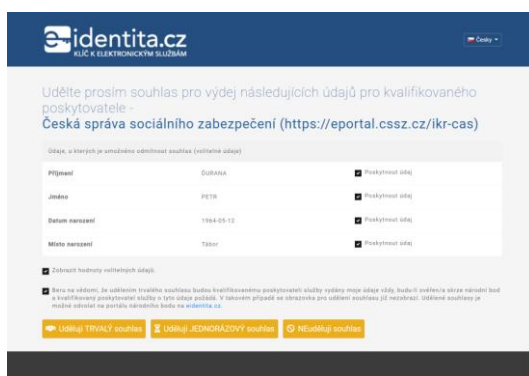 eidentita.cz
KLÍČ K ELEKTRONICKÝM SLUŽBÁM
Česky
Udělte prosím souhlas pro výdej následujících údajů pro kvalifikovaného
poskytovatele -
Česká správa sociálního zabezpečení (https://eportal.cssz.cz/ikr-cas)
Údaje, u kterých je umožněno odmítnout souhlas (volitelné údaje)
Příjmení ĎURANA Poskytnout údaj
Jméno PETR Poskytnout údaj
Datum narození 1964-05-12 Poskytnout údaj
Místo narození Tábor Poskytnout údaj
Zobrazit hodnoty volitelných údajů.
Beru na vědomí, že udělením trvalého souhlasu budou kvalifikovanému poskytovateli služby vydány moje údaje vždy, budu-li ověřen/a skrze národní bod
a kvalifikovaný poskytovatel služby o tyto údaje požádá. V takovém případě se obrazovka pro udělení souhlasu již nezobrazí. Udělené souhlasy je
možné odvolat na portálu národního bodu na eidentita.cz.
Uděluji TRVALÝ souhlas Uděluji JEDNORÁZOVÝ souhlas NEuděluji souhlas